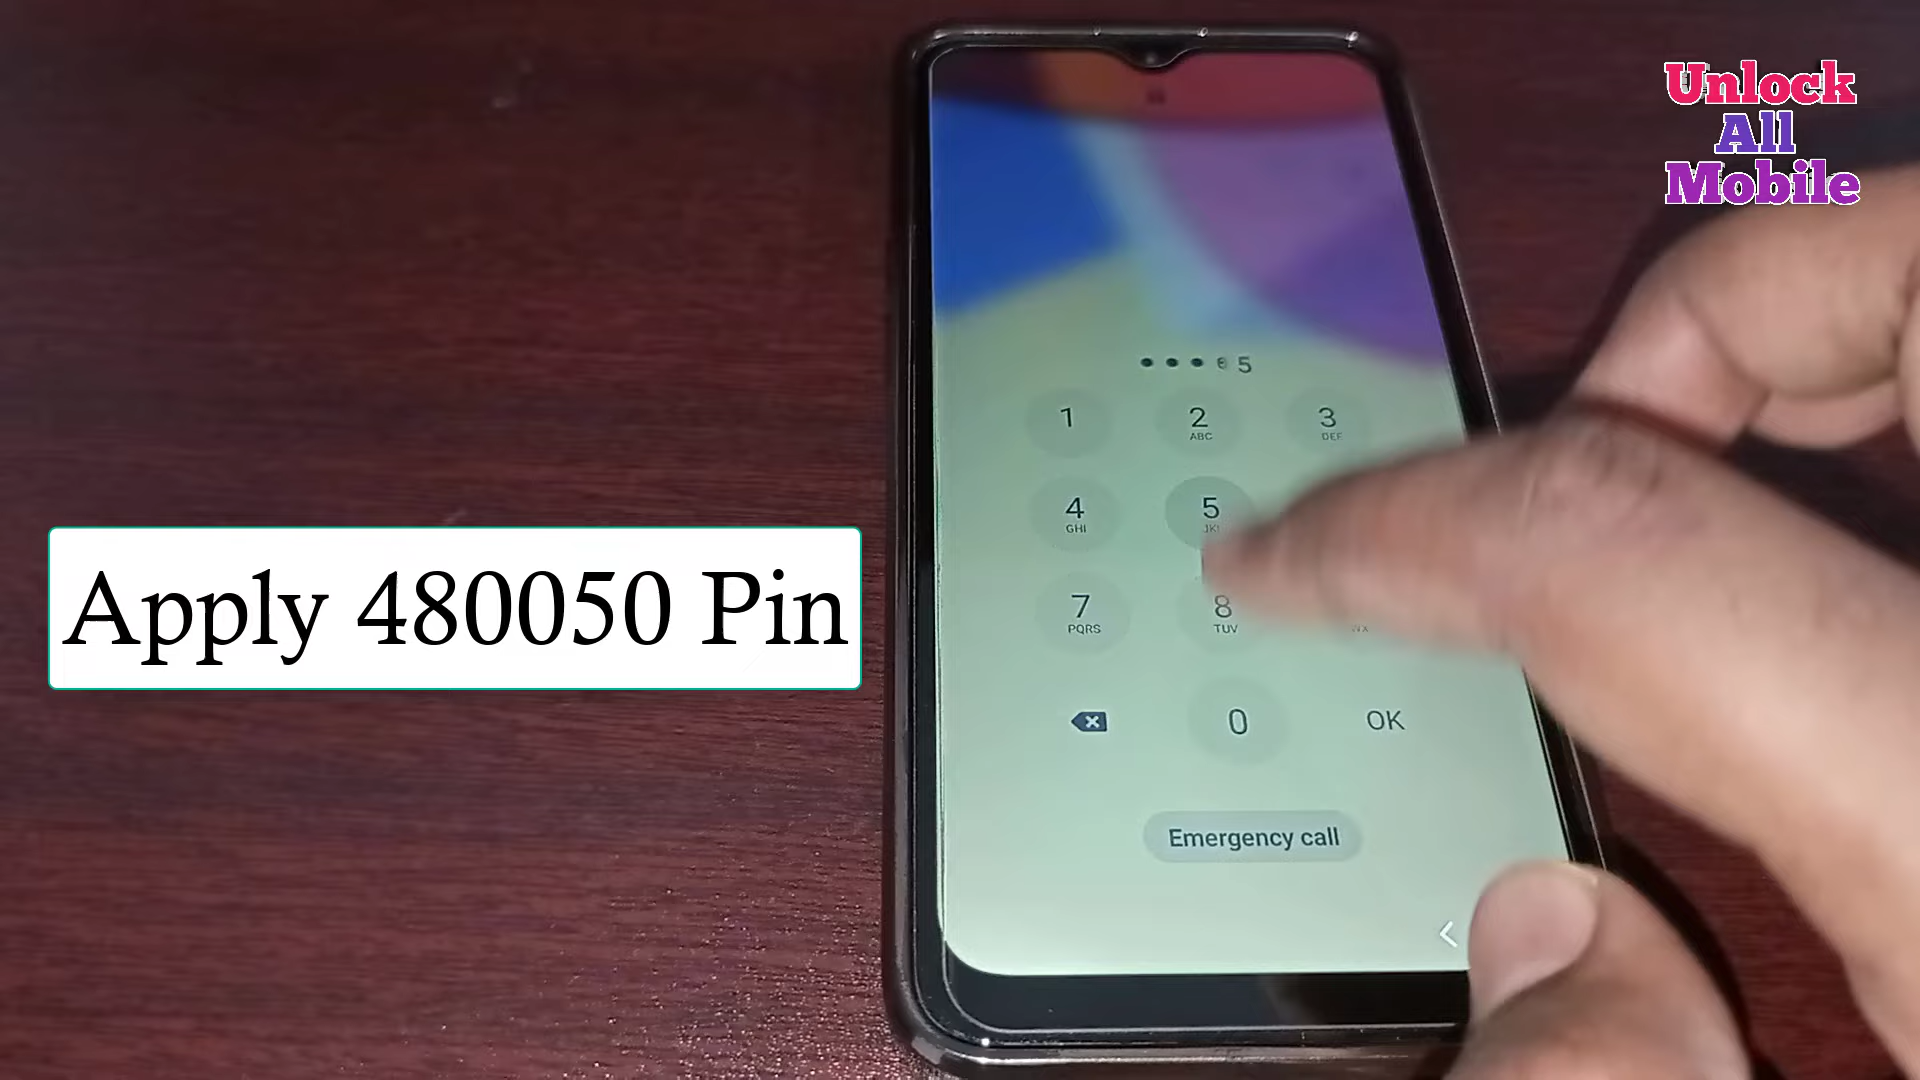 Unlock
All
Mobile
Apply 480050 Pin
5
1
2
ABC
3
DEF
4
GHI
5
7
PQRS
8
TUV
0
OK
Emergency call